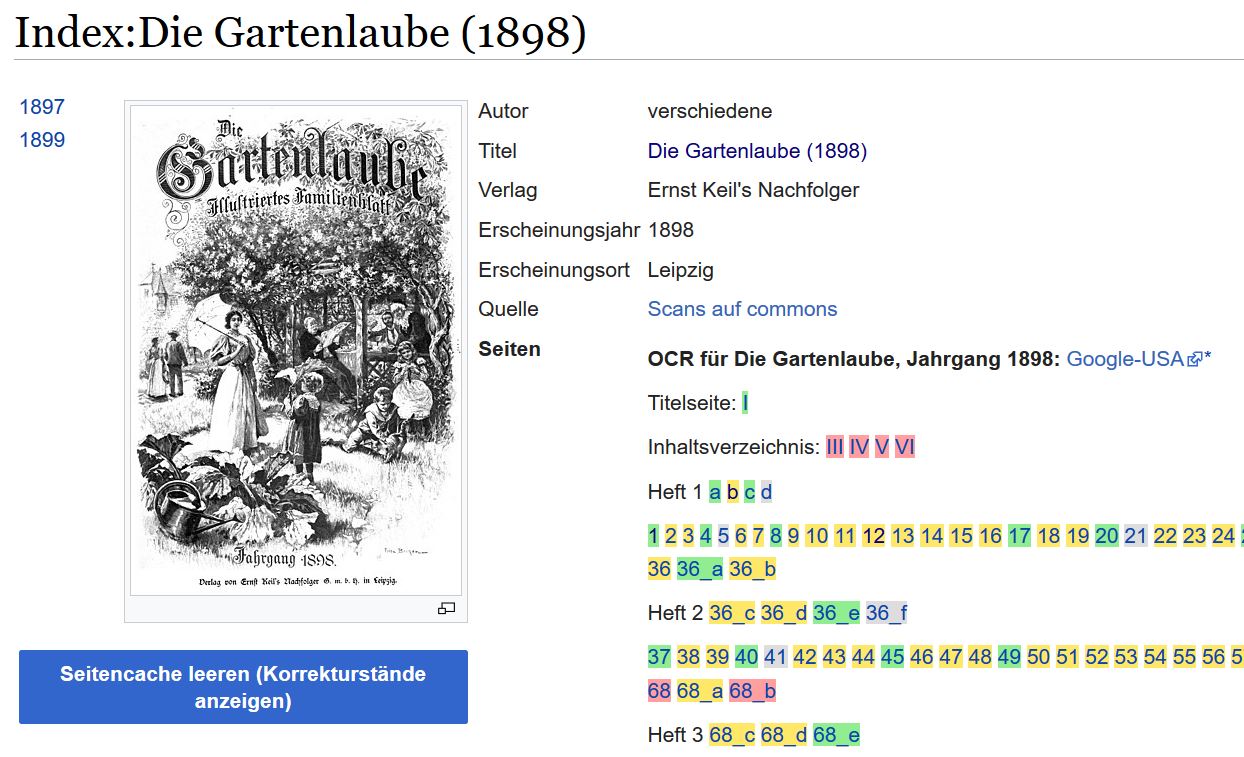 Index:Die Gartenlaube (1898)
1897
1899
Die
Gartenlaube
Illustriertes Familienblatt
Jahrgang 1898.
Verlag von Ernst Keil's Nachfolger G. m. b. H. in Leipzig.
Seitencache leeren (Korrekturstände
anzeigen)
Autor verschiedene
Titel Die Gartenlaube (1898)
Verlag Ernst Keil's Nachfolger
Erscheinungsjahr 1898
Erscheinungsort Leipzig
Quelle Scans auf commons
Seiten
OCR für Die Gartenlaube, Jahrgang 1898: Google-USA*
Titelseite: I
Inhaltsverzeichnis: III IV V VI
Heft 1 a b c d
1 2 3 4 5 6 7 8 9 10 11 12 13 14 15 16 17 18 19 20 21 22 23 24
36 36_a 36_b
Heft 2 36_c 36_d 36_e 36_f
37 38 39 40 41 42 43 44 45 46 47 48 49 50 51 52 53 54 55 56
68 68_a 68_b
Heft 3 68_c 68_d 68_e